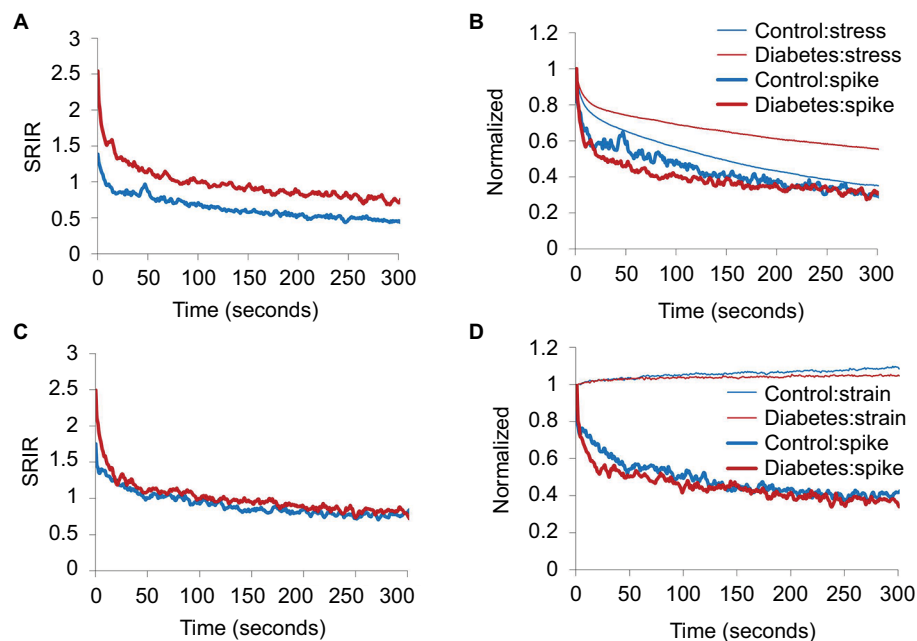 A
3
2.5
2
1.5
1
0.5
0
SRIR
0 50 100 150 200 250 300
Time (seconds)
B
1.2
1
0.8
0.6
0.4
0.2
0
Normalized
Control:stress
Diabetes:stress
Control:spike
Diabetes:spike
0 50 100 150 200 250 300
Time (seconds)
C
3
2.5
2
1.5
1
0.5
0
SRIR
0 50 100 150 200 250 300
Time (seconds)
D
1.2
1
0.8
0.6
0.4
0.2
0
Normalized
Control:strain
Diabetes:strain
Control:spike
Diabetes:spike
0 50 100 150 200 250 300
Time (seconds)